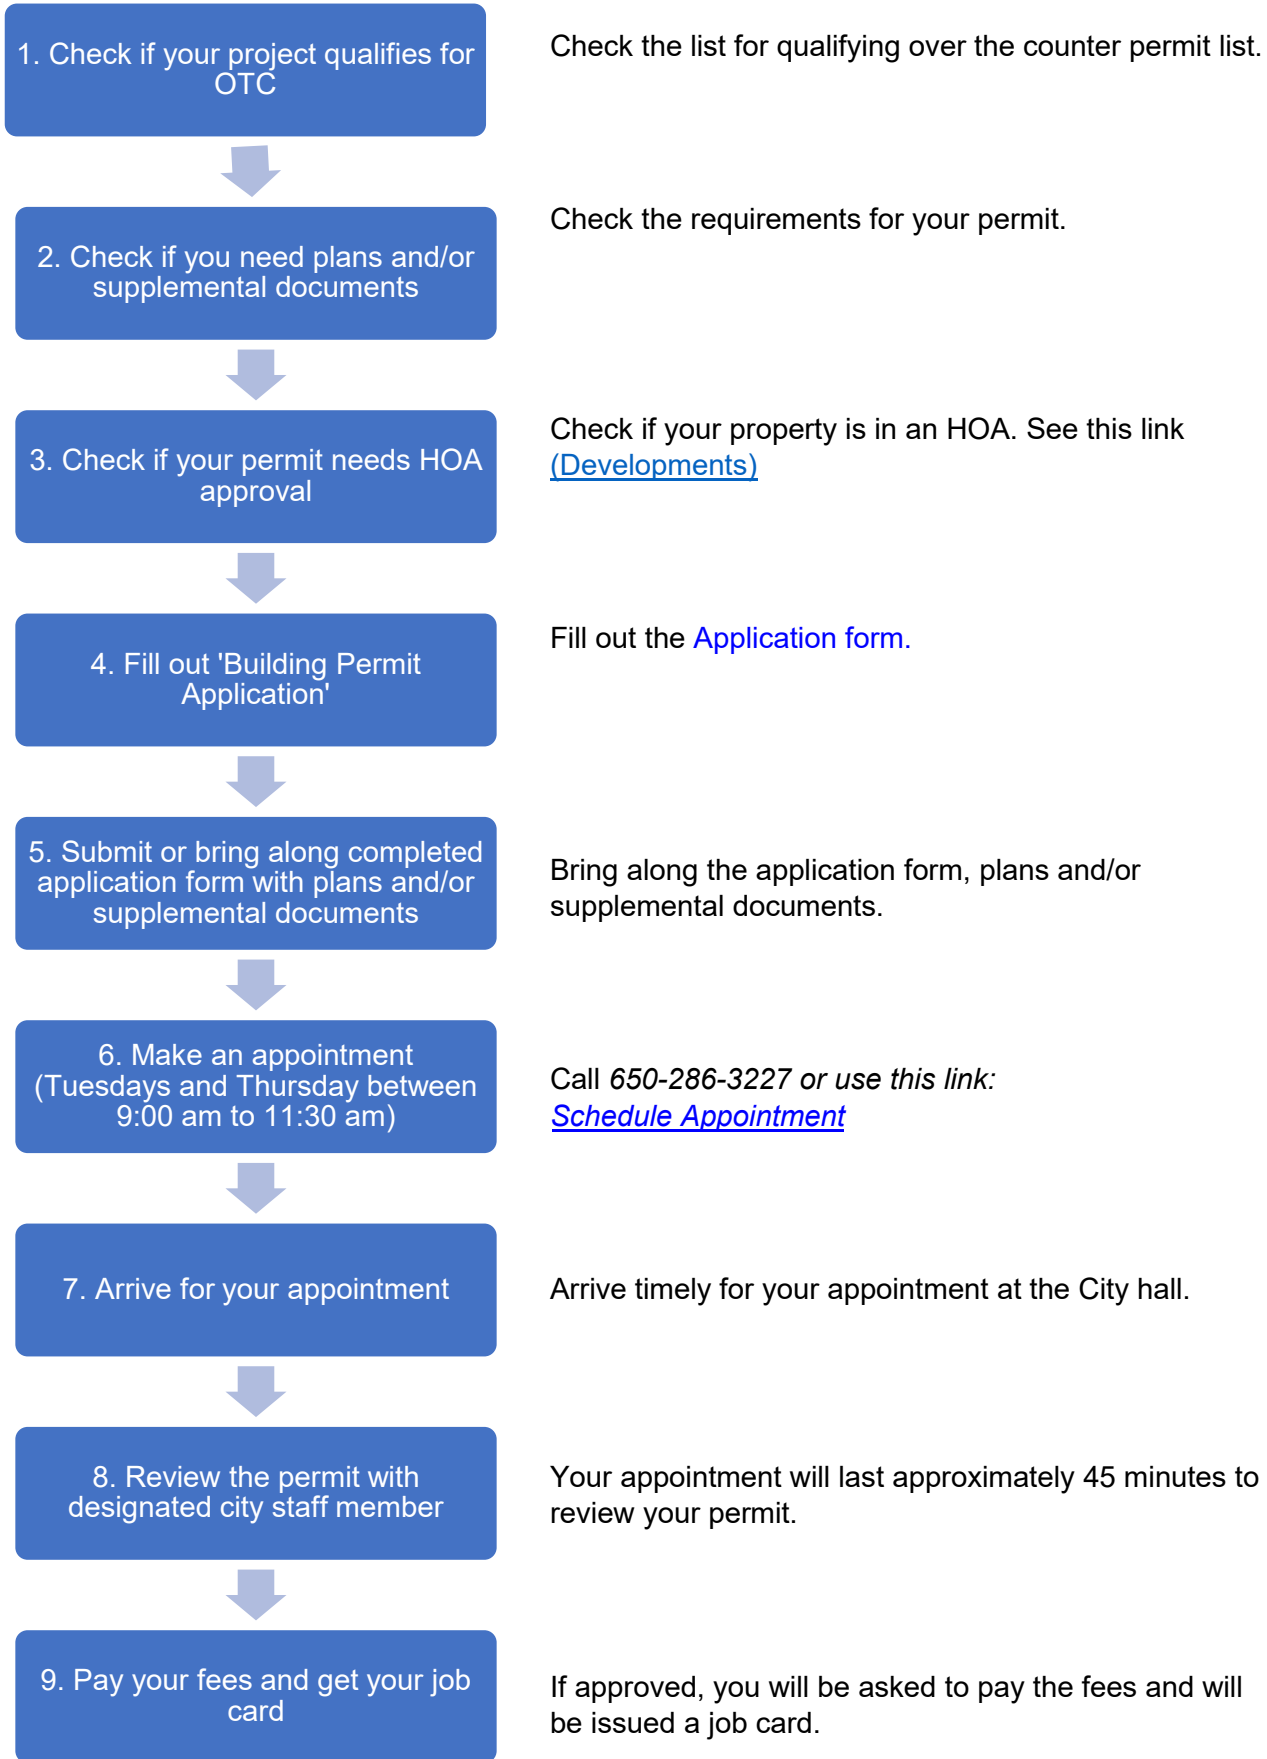 1. Check if your project qualifies for
OTC
Check the list for qualifying over the counter permit list.
2. Check if you need plans and/or
supplemental documents
Check the requirements for your permit.
3. Check if your permit needs HOA
approval
Check if your property is in an HOA. See this link
(Developments)
4. Fill out 'Building Permit
Application'
Fill out the Application form.
5. Submit or bring along completed
application form with plans and/or
supplemental documents
Bring along the application form, plans and/or
supplemental documents.
6. Make an appointment
(Tuesdays and Thursday between
9:00 am to 11:30 am)
Call 650-286-3227 or use this link:
Schedule Appointment
7. Arrive for your appointment
Arrive timely for your appointment at the City hall.
8. Review the permit with
designated city staff member
Your appointment will last approximately 45 minutes to
review your permit.
9. Pay your fees and get your job
card
If approved, you will be asked to pay the fees and will
be issued a job card.